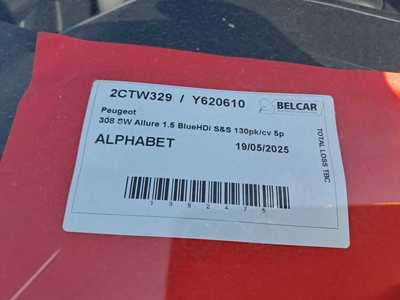 2CTW329 / Y620610
BELCAR
Peugeot
308 SW Allure 1.5 BlueHDi S&S 130pk/cv 5p
ALPHABET
19/05/2025
TOTAL LOSS TBC